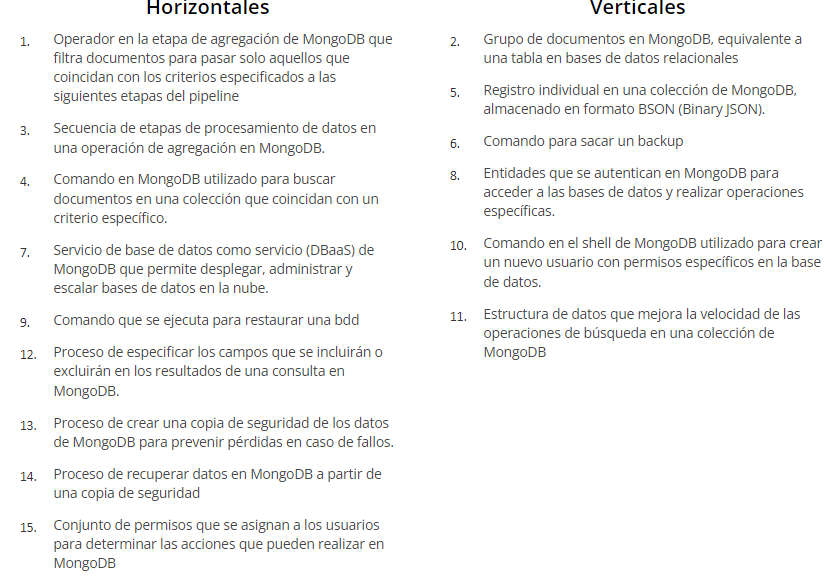 Horizontales
1. Operador en la etapa de agregación de MongoDB que
filtra documentos para pasar solo aquellos que
coincidan con los criterios especificados a las
siguientes etapas del pipeline
3. Secuencia de etapas de procesamiento de datos en
una operación de agregación en MongoDB.
4. Comando en MongoDB utilizado para buscar
documentos en una colección que coincidan con un
criterio específico.
7. Servicio de base de datos como servicio (DBaaS) de
MongoDB que permite desplegar, administrar y
escalar bases de datos en la nube.
9. Comando que se ejecuta para restaurar una bdd
12. Proceso de especificar los campos que se incluirán o
excluirán en los resultados de una consulta en
MongoDB.
13. Proceso de crear una copia de seguridad de los datos
de MongoDB para prevenir pérdidas en caso de fallos.
14. Proceso de recuperar datos en MongoDB a partir de
una copia de seguridad
15. Conjunto de permisos que se asignan a los usuarios
para determinar las acciones que pueden realizar en
MongoDB
Verticales
2. Grupo de documentos en MongoDB, equivalente a
una tabla en bases de datos relacionales
5. Registro individual en una colección de MongoDB,
almacenado en formato BSON (Binary JSON).
6. Comando para sacar un backup
8. Entidades que se autentican en MongoDB para
acceder a las bases de datos y realizar operaciones
específicas.
10. Comando en el shell de MongoDB utilizado para crear
un nuevo usuario con permisos específicos en la base
de datos.
11. Estructura de datos que mejora la velocidad de las
operaciones de búsqueda en una colección de
MongoDB